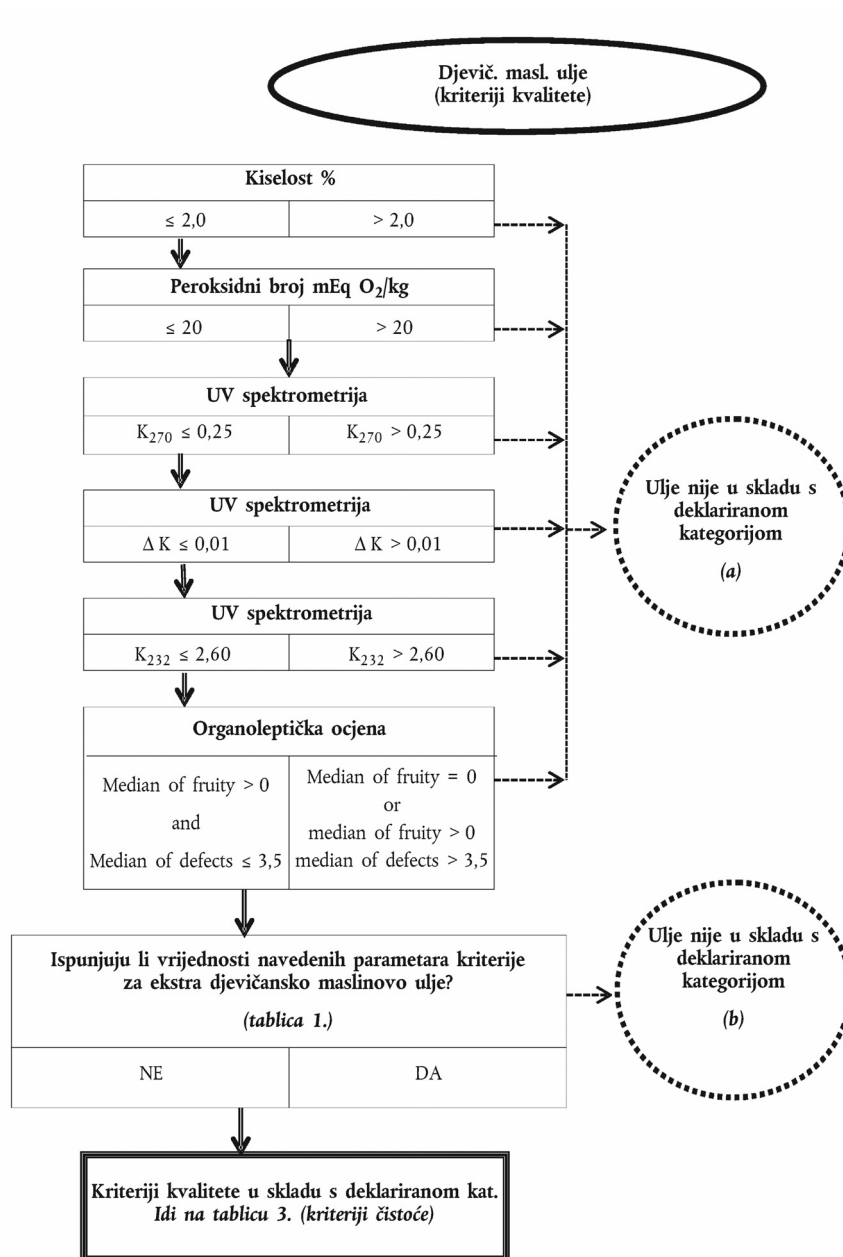 Djevič. masl. ulje
(kriteriji kvalitete)
Kiselost %
≤ 2,0 > 2,0
Peroksidni broj mEq O₂/kg
≤ 20 > 20
UV spektrometrija
K₂₇₀ ≤ 0,25 K₂₇₀ > 0,25
UV spektrometrija
Δ K ≤ 0,01 Δ K > 0,01
UV spektrometrija
K₂₃₂ ≤ 2,60 K₂₃₂ > 2,60
Organoleptička ocjena
Median of fruity > 0
and
Median of defects ≤ 3,5
Median of fruity = 0
or
median of fruity > 0
median of defects > 3,5
Ulje nije u skladu s
deklariranom
kategorijom
(a)
Ispunjuju li vrijednosti navedenih parametara kriterije
za ekstra djevičansko maslinovo ulje?
(tablica 1.)
NE DA
Ulje nije u skladu s
deklariranom
kategorijom
(b)
Kriteriji kvalitete u skladu s deklariranom kat.
Idi na tablicu 3. (kriteriji čistoće)